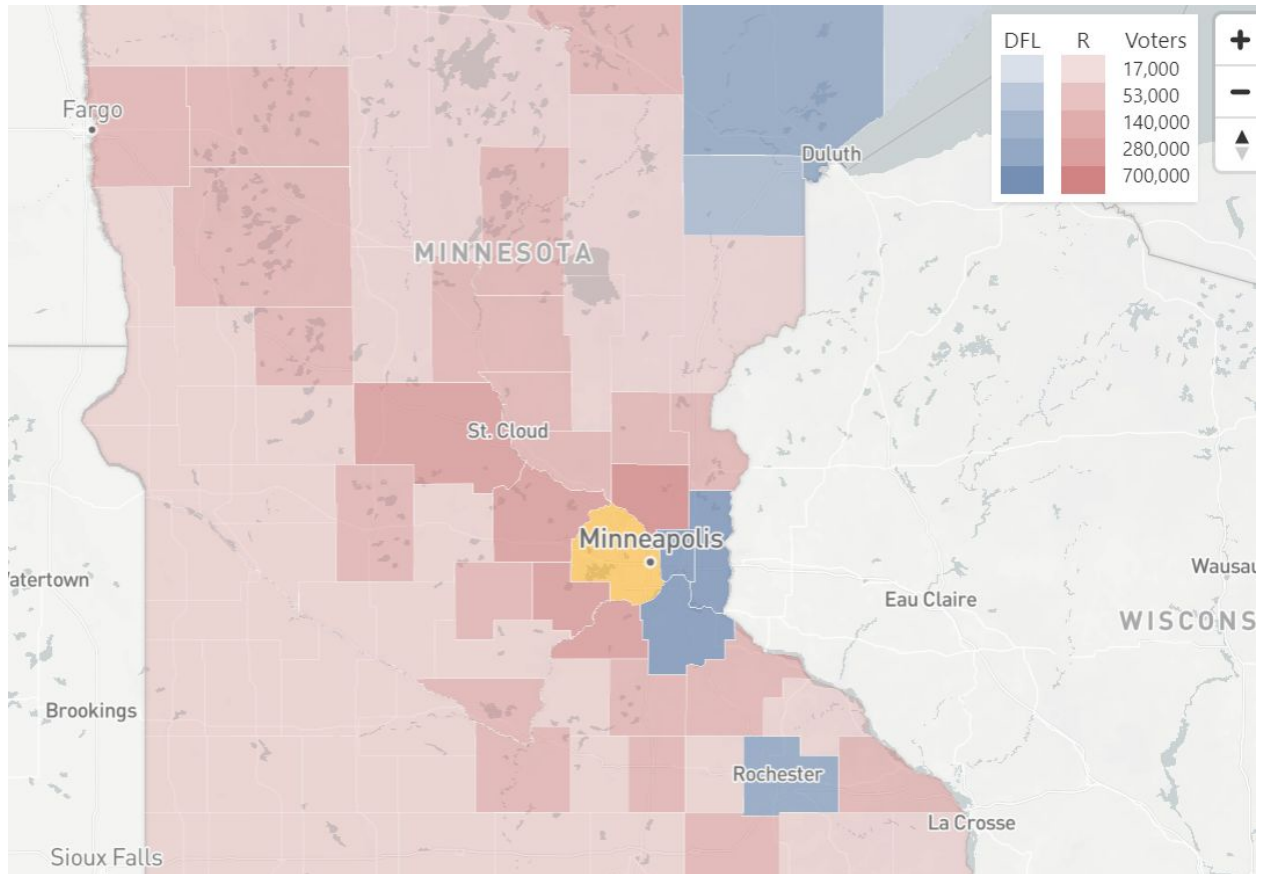 DFL R Voters
17,000
53,000
140,000
280,000
700,000
Fargo
Duluth
MINNESOTA
St. Cloud
Minneapolis
Wausau
Watertown
Eau Claire
WISCONS
Brookings
Rochester
La Crosse
Sioux Falls